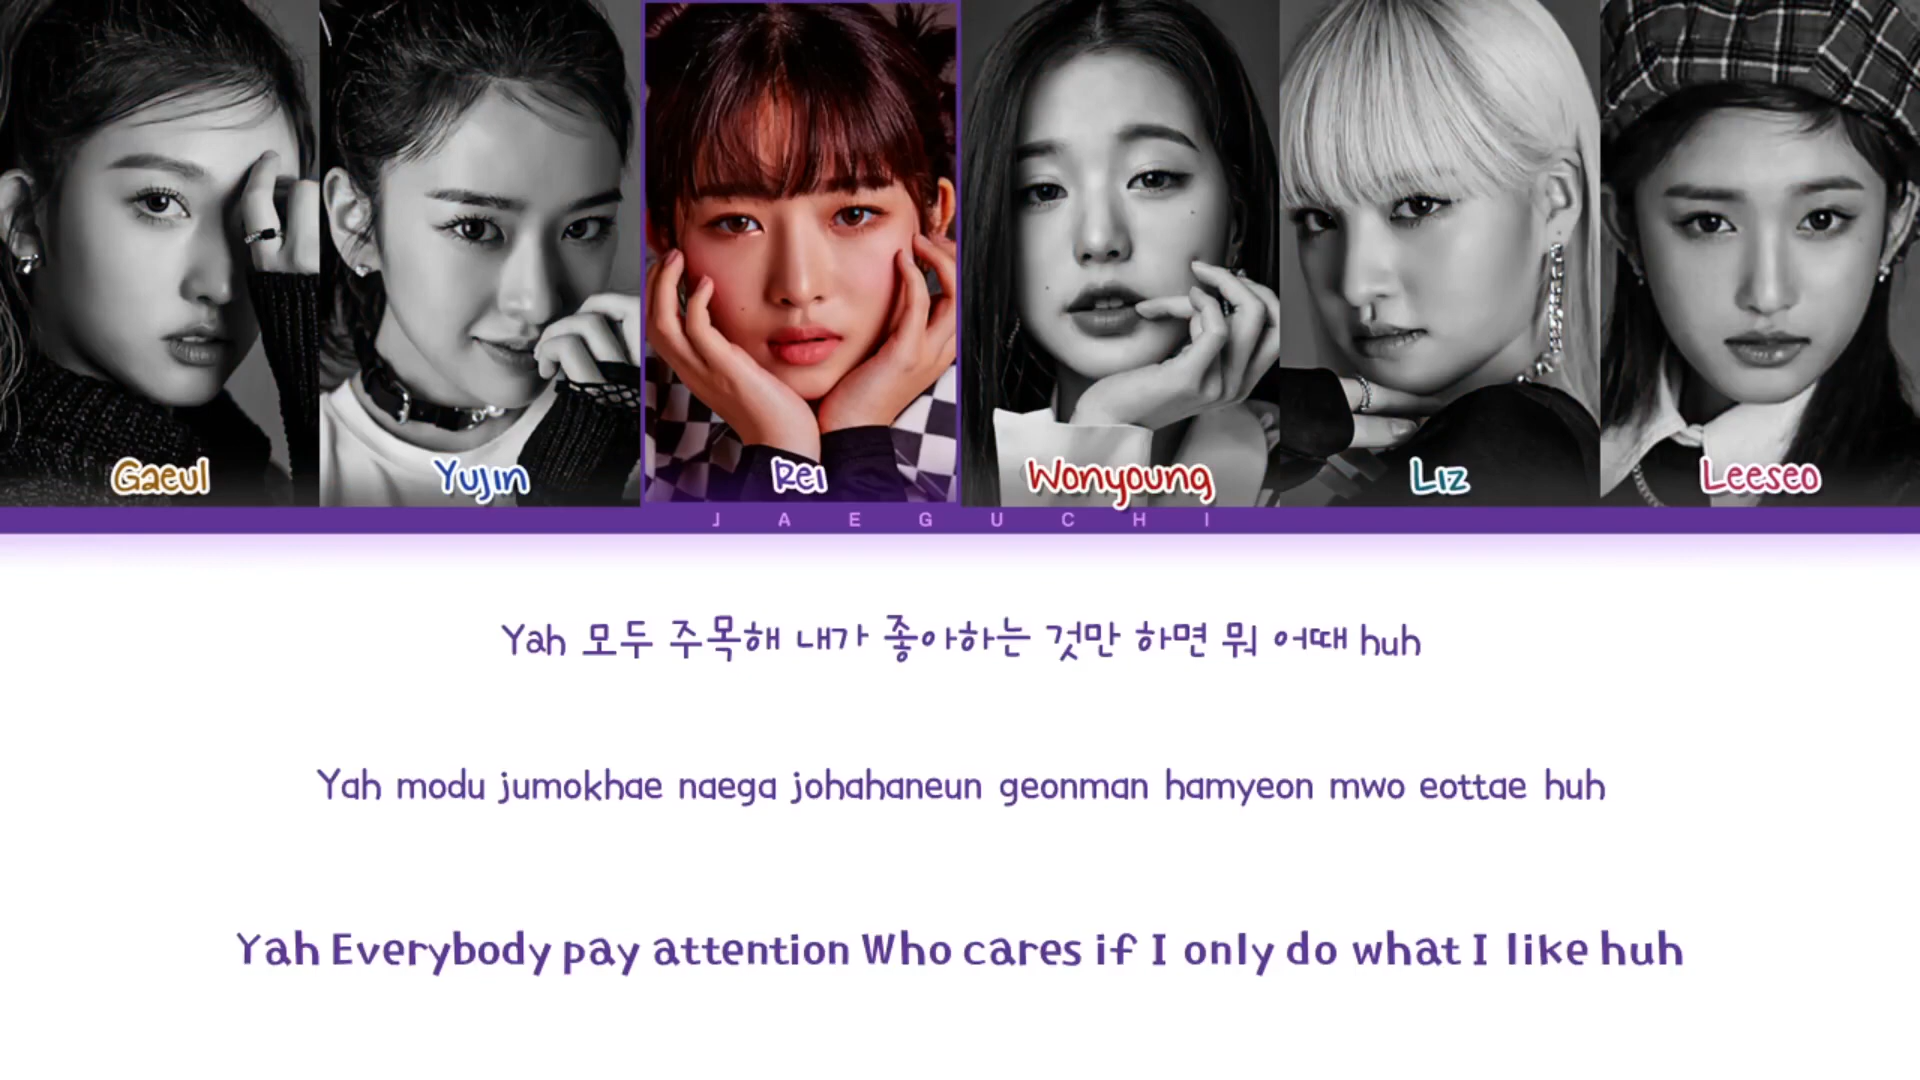 Gaeul
Yujin
Rei
Wonyoung
Liz
Leeseo
JAEGUCHI
Yah 모두 주목해 내가 좋아하는 것만 하면 뭐 어때 huh
Yah modu jumokhae naega johahaneun geonman hamyeon mwo eottae huh
Yah Everybody pay attention Who cares if I only do what I like huh